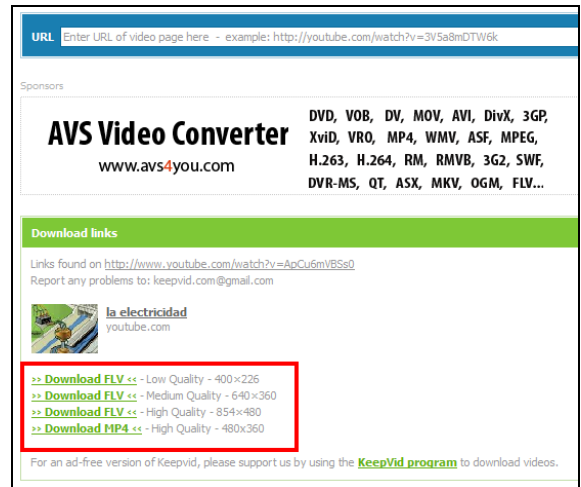 URL Enter URL of video page here - example: http://youtube.com/watch?v=3V5a8mDTW6k
Sponsors
AVS Video Converter
www.avs4you.com
DVD, VOB, DV, MOV, AVI, DivX, 3GP,
XviD, VRO, MP4, WMV, ASF, MPEG,
H.263, H.264, RM, RMVB, 3G2, SWF,
DVR-MS, QT, ASX, MKV, OGM, FLV...
Download links
Links found on http://www.youtube.com/watch?v=ApCu6mVBSs0
Report any problems to: keepvid.com@gmail.com
la electricidad
youtube.com
>> Download FLV << - Low Quality - 400×226
>> Download FLV << - Medium Quality - 640×360
>> Download FLV << - High Quality - 854×480
>> Download MP4 << - High Quality - 480x360
For an ad-free version of Keepvid, please support us by using the KeepVid program to download videos.